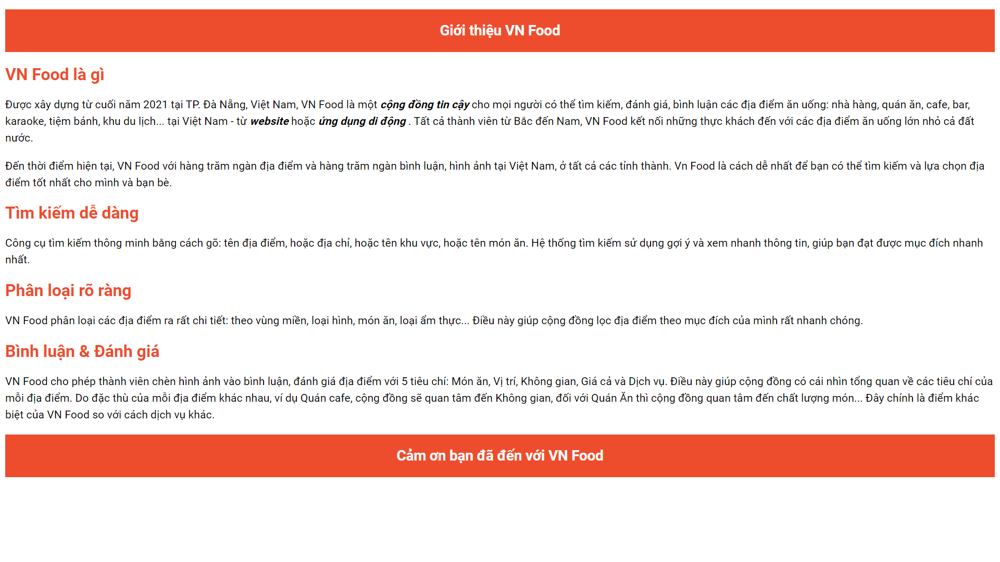 Giới thiệu VN Food
VN Food là gì
Được xây dựng từ cuối năm 2021 tại TP. Đà Nẵng, Việt Nam, VN Food là một cộng đồng tin cậy cho mọi người có thể tìm kiếm, đánh giá, bình luận các địa điểm ăn uống: nhà hàng, quán ăn, cafe, bar,
karaoke, tiệm bánh, khu du lịch... tại Việt Nam - từ website hoặc ứng dụng di động . Tất cả thành viên từ Bắc đến Nam, VN Food kết nối những thực khách đến với các địa điểm ăn uống lớn nhỏ cả đất
nước.
Đến thời điểm hiện tại, VN Food với hàng trăm ngàn địa điểm và hàng trăm ngàn bình luận, hình ảnh tại Việt Nam, ở tất cả các tỉnh thành. Vn Food là cách dễ nhất để bạn có thể tìm kiếm và lựa chọn địa
điểm tốt nhất cho mình và bạn bè.
Tìm kiếm dễ dàng
Công cụ tìm kiếm thông minh bằng cách gõ: tên địa điểm, hoặc địa chỉ, hoặc tên khu vực, hoặc tên món ăn. Hệ thống tìm kiếm sử dụng gợi ý và xem nhanh thông tin, giúp bạn đạt được mục đích nhanh
nhất.
Phân loại rõ ràng
VN Food phân loại các địa điểm ra rất chi tiết: theo vùng miền, loại hình, món ăn, loại ẩm thực... Điều này giúp cộng đồng lọc địa điểm theo mục đích của mình rất nhanh chóng.
Bình luận & Đánh giá
VN Food cho phép thành viên chèn hình ảnh vào bình luận, đánh giá địa điểm với 5 tiêu chí: Món ăn, Vị trí, Không gian, Giá cả và Dịch vụ. Điều này giúp cộng đồng có cái nhìn tổng quan về các tiêu chí của
mỗi địa điểm. Do đặc thù của mỗi địa điểm khác nhau, ví dụ Quán cafe, cộng đồng sẽ quan tâm đến Không gian, đối với Quán Ăn thì cộng đồng quan tâm đến chất lượng món... Đây chính là điểm khác
biệt của VN Food so với cách dịch vụ khác.
Cảm ơn bạn đã đến với VN Food